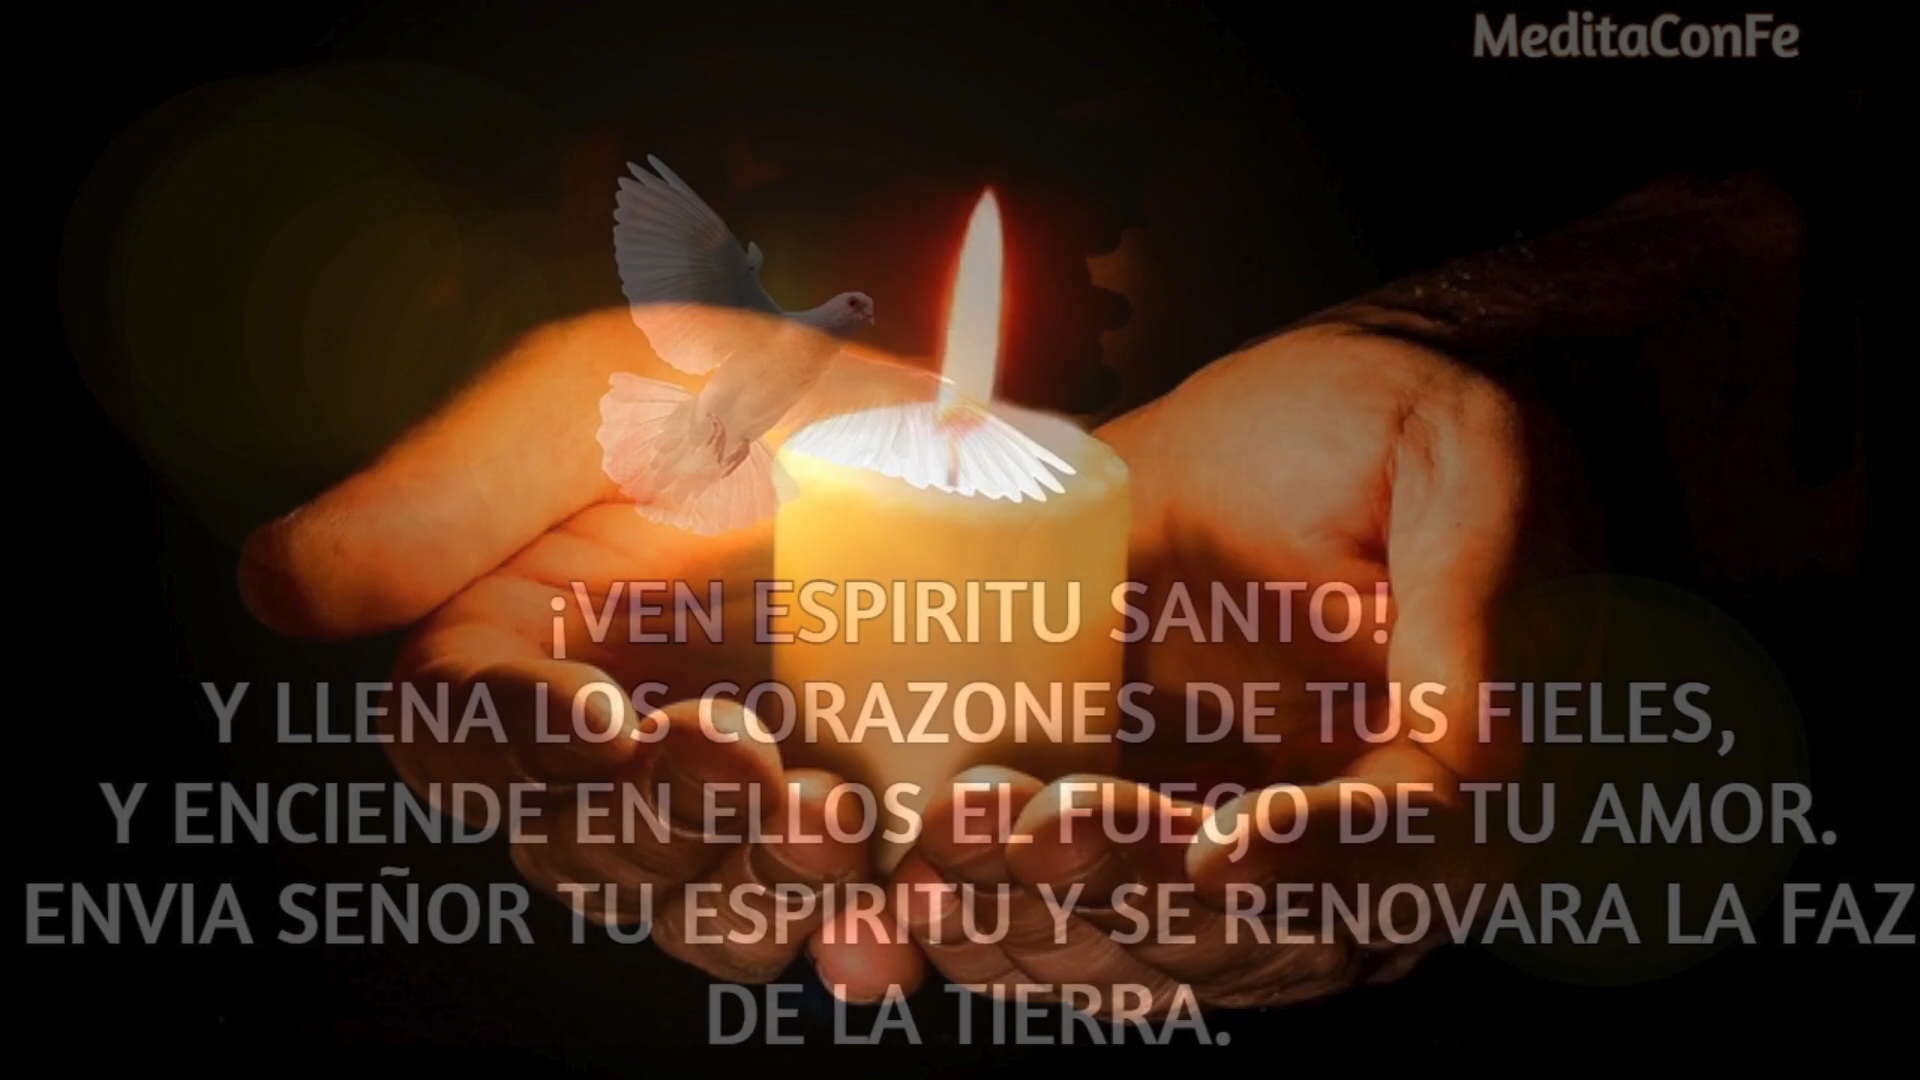 MeditaConFe
¡VEN ESPIRITU SANTO!
Y LLENA LOS CORAZONES DE TUS FIELES,
Y ENCIENDE EN ELLOS EL FUEGO DE TU AMOR.
ENVIA SEÑOR TU ESPIRITU Y SE RENOVARA LA FAZ
DE LA TIERRA.